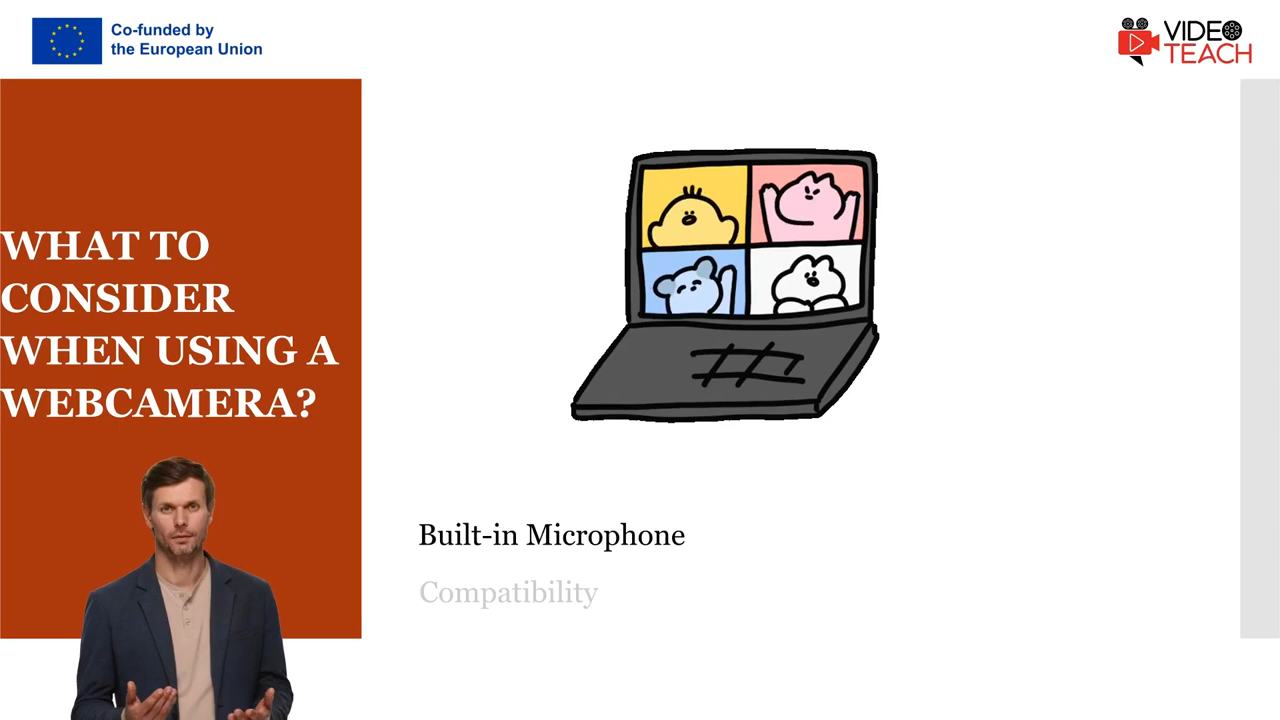 Co-funded by
the European Union
VIDEO
TEACH
WHAT TO
CONSIDER
WHEN USING A
WEBCAMERA?
Built-in Microphone
Compatibility